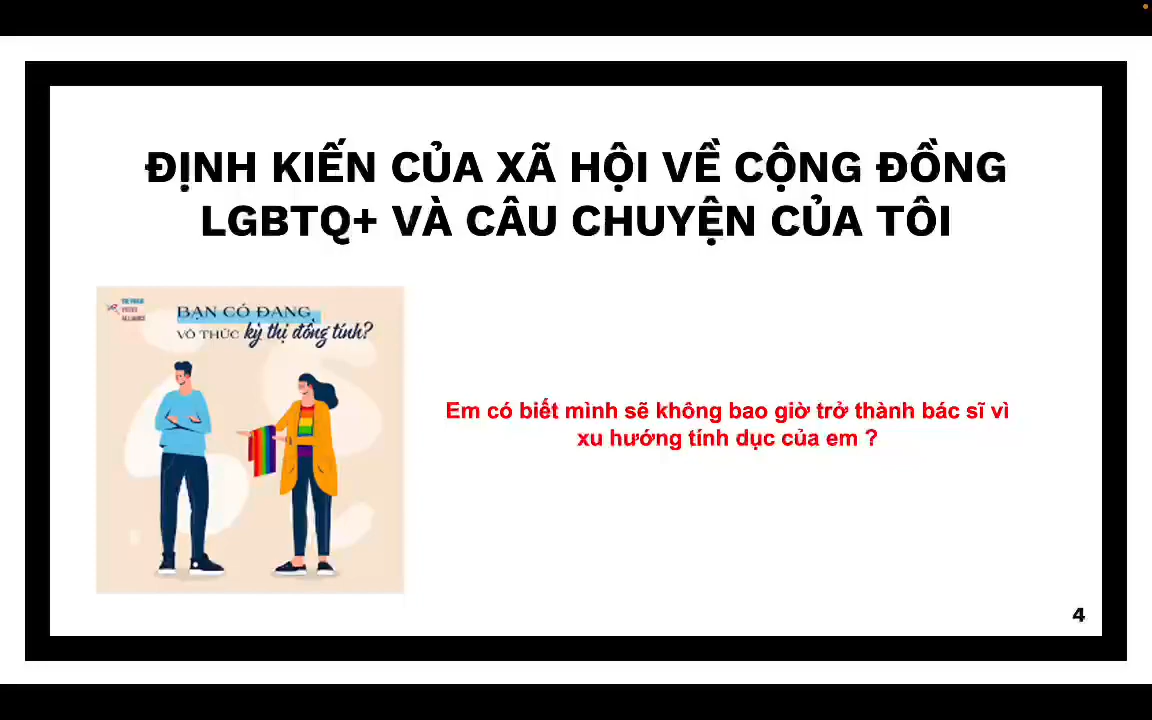 ĐỊNH KIẾN CỦA XÃ HỘI VỀ CỘNG ĐỒNG
LGBTQ+ VÀ CÂU CHUYỆN CỦA TÔI
BẠN CÓ ĐANG
VÔ THỨC kỳ thị đồng tính?
Em có biết mình sẽ không bao giờ trở thành bác sĩ vì
xu hướng tính dục của em ?
4